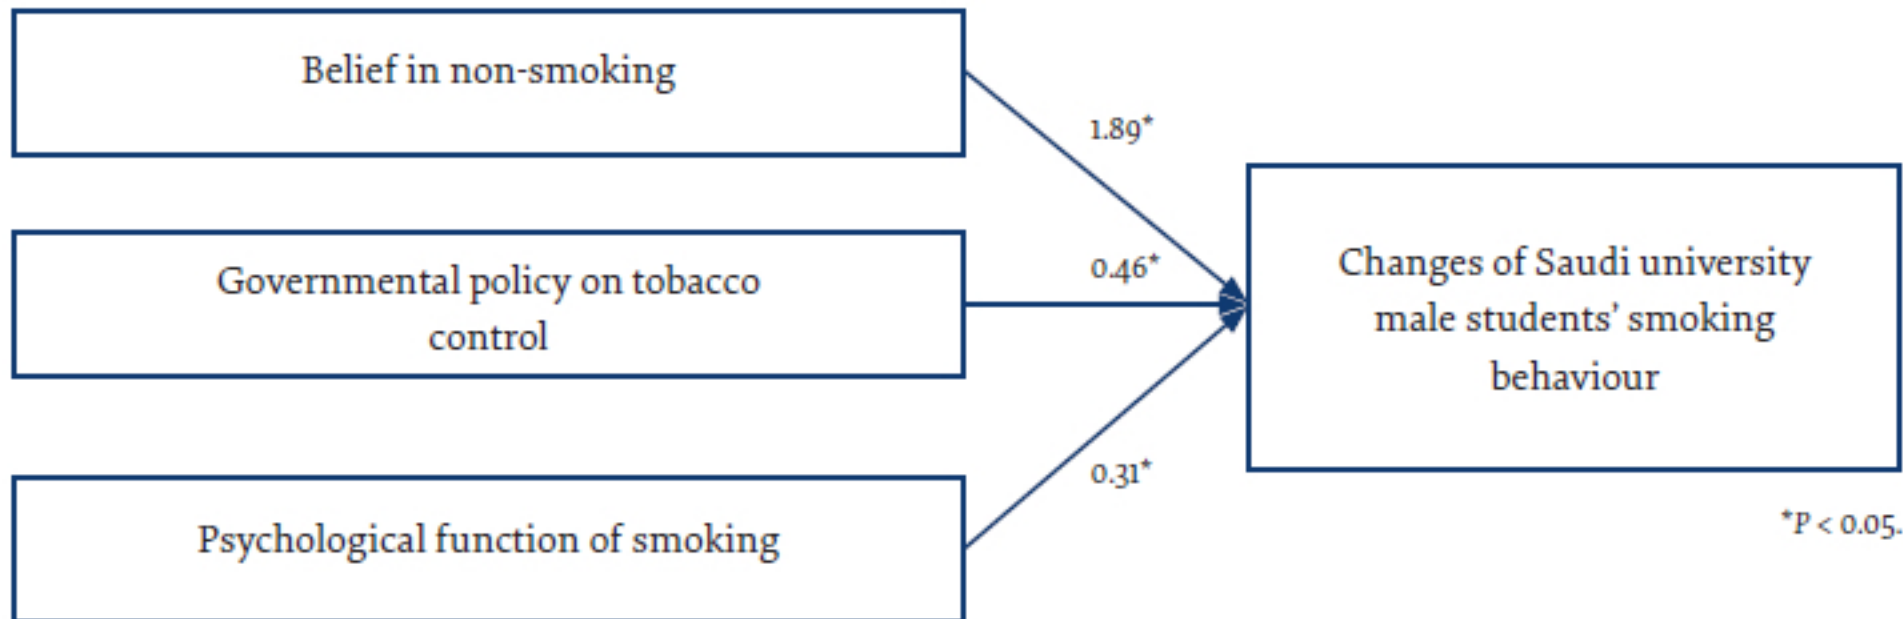 Belief in non-smoking
1.89*
Governmental policy on tobacco
control
0.46*
Changes of Saudi university
male students’ smoking
behaviour
Psychological function of smoking
0.31*
*P < 0.05.